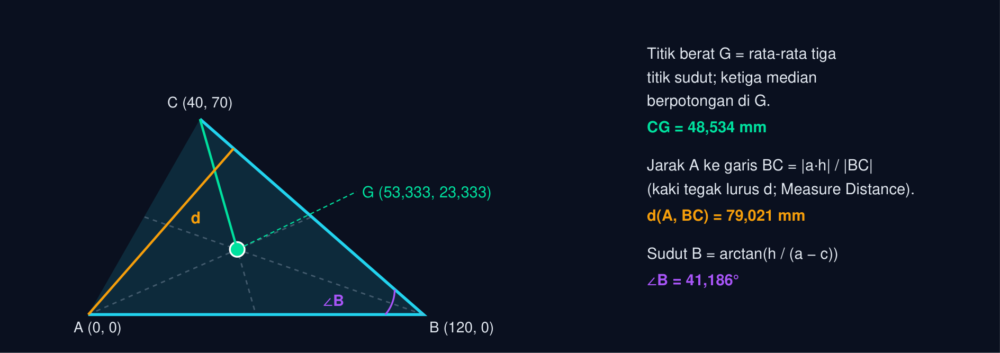 C (40, 70)
G (53,333, 23,333)
d
∠B
A (0, 0)
B (120, 0)
Titik berat G = rata-rata tiga
titik sudut; ketiga median
berpotongan di G.
CG = 48,534 mm
Jarak A ke garis BC = |a·h| / |BC|
(kaki tegak lurus d; Measure Distance).
d(A, BC) = 79,021 mm
Sudut B = arctan(h / (a − c))
∠B = 41,186°